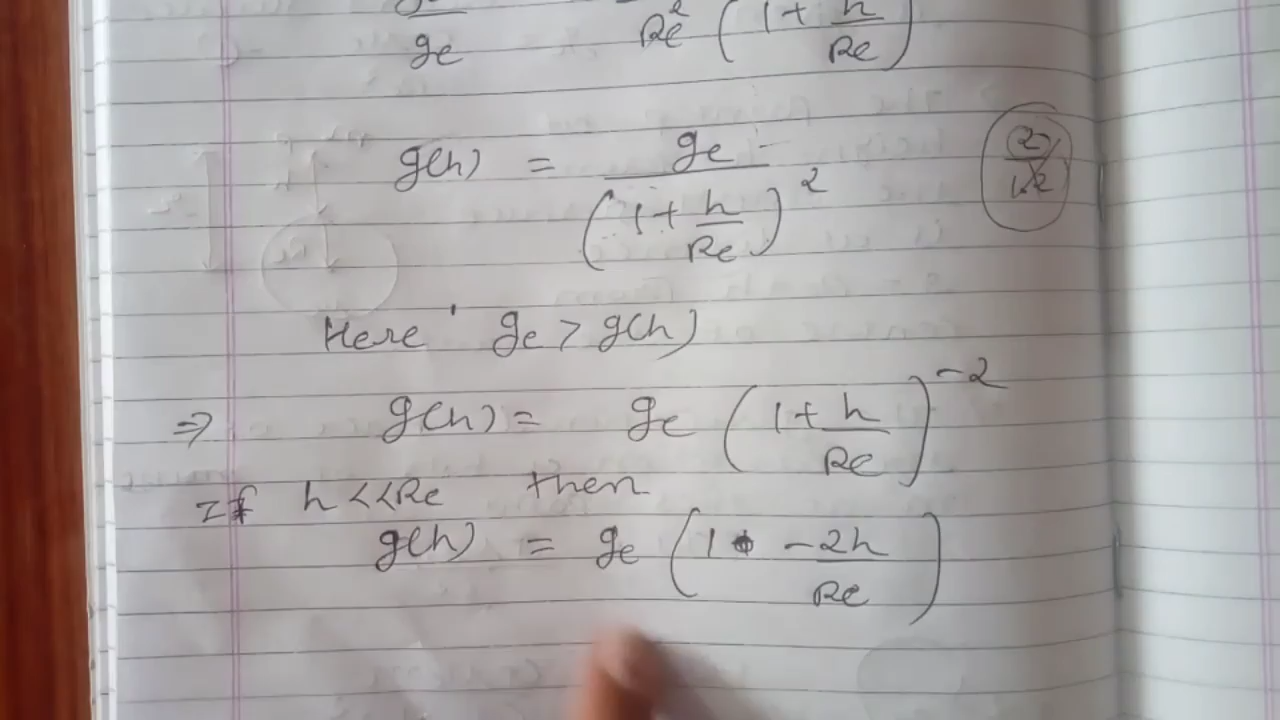 ge Re² (1 + h/Re)
g(h) = ge / (1 + h/Re)²
Here ge > g(h)
⇒ g(h) = ge (1 + h/Re)⁻²
If h << Re then
g(h) = ge (1 - 2h/Re)